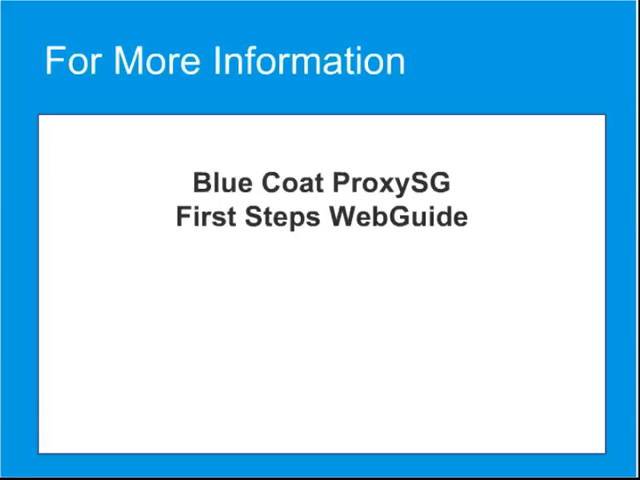 For More Information
Blue Coat ProxySG
First Steps WebGuide